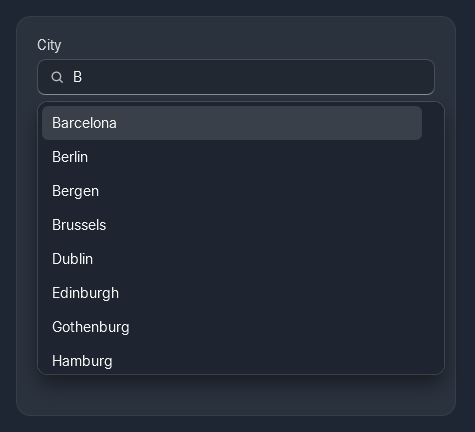 City
B
Barcelona
Berlin
Bergen
Brussels
Dublin
Edinburgh
Gothenburg
Hamburg